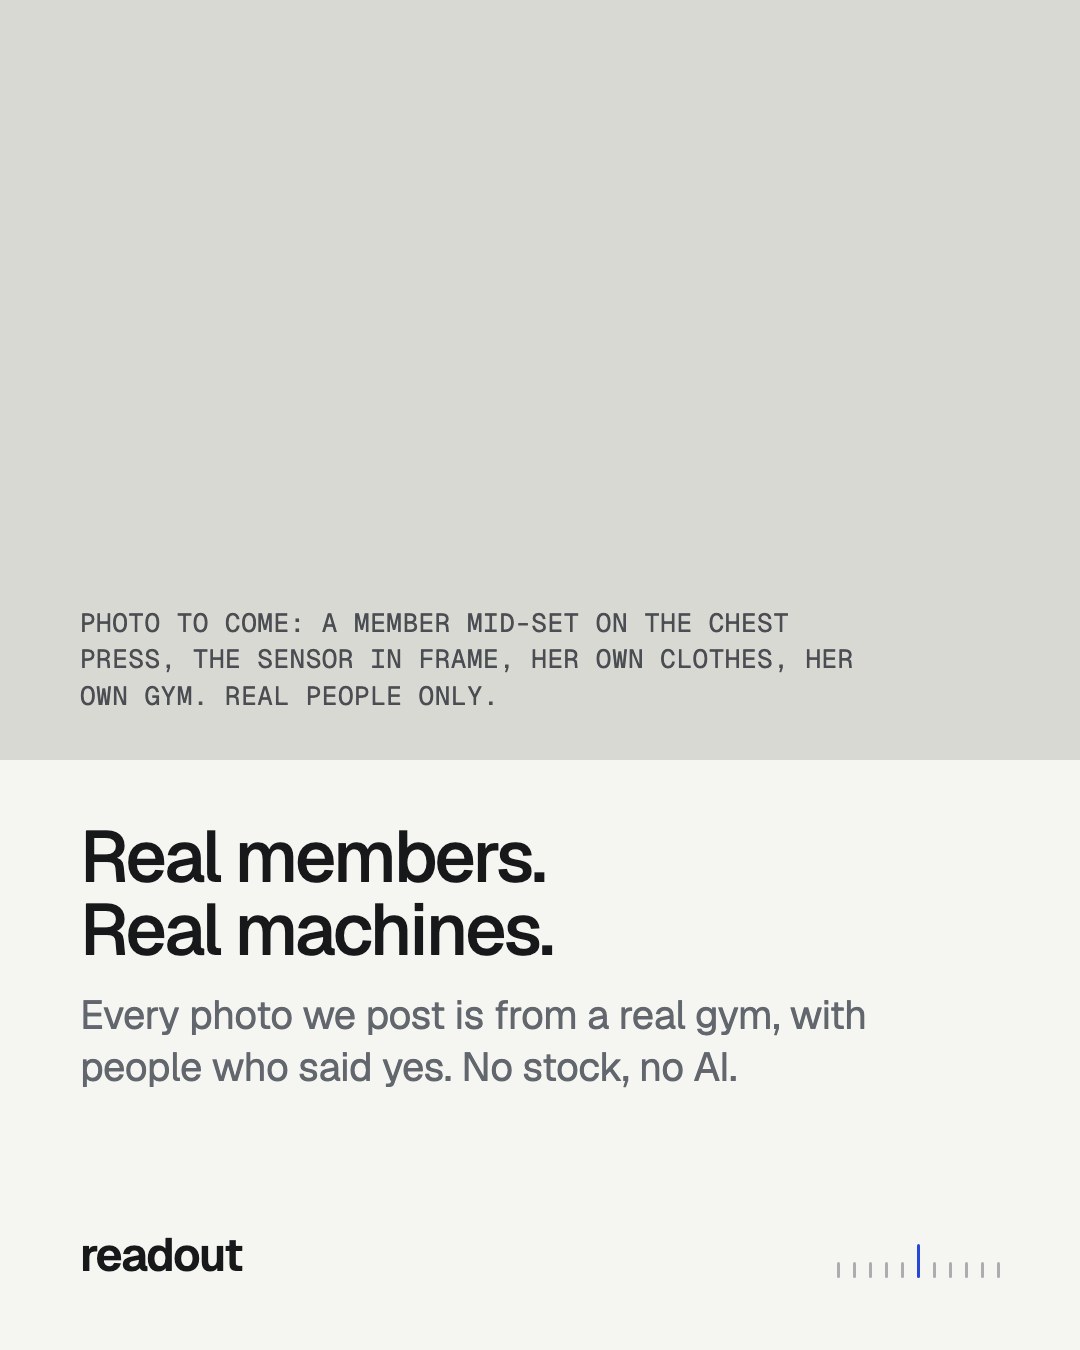 PHOTO TO COME: A MEMBER MID-SET ON THE CHEST
PRESS, THE SENSOR IN FRAME, HER OWN CLOTHES, HER
OWN GYM. REAL PEOPLE ONLY.
Real members.
Real machines.
Every photo we post is from a real gym, with
people who said yes. No stock, no AI.
readout